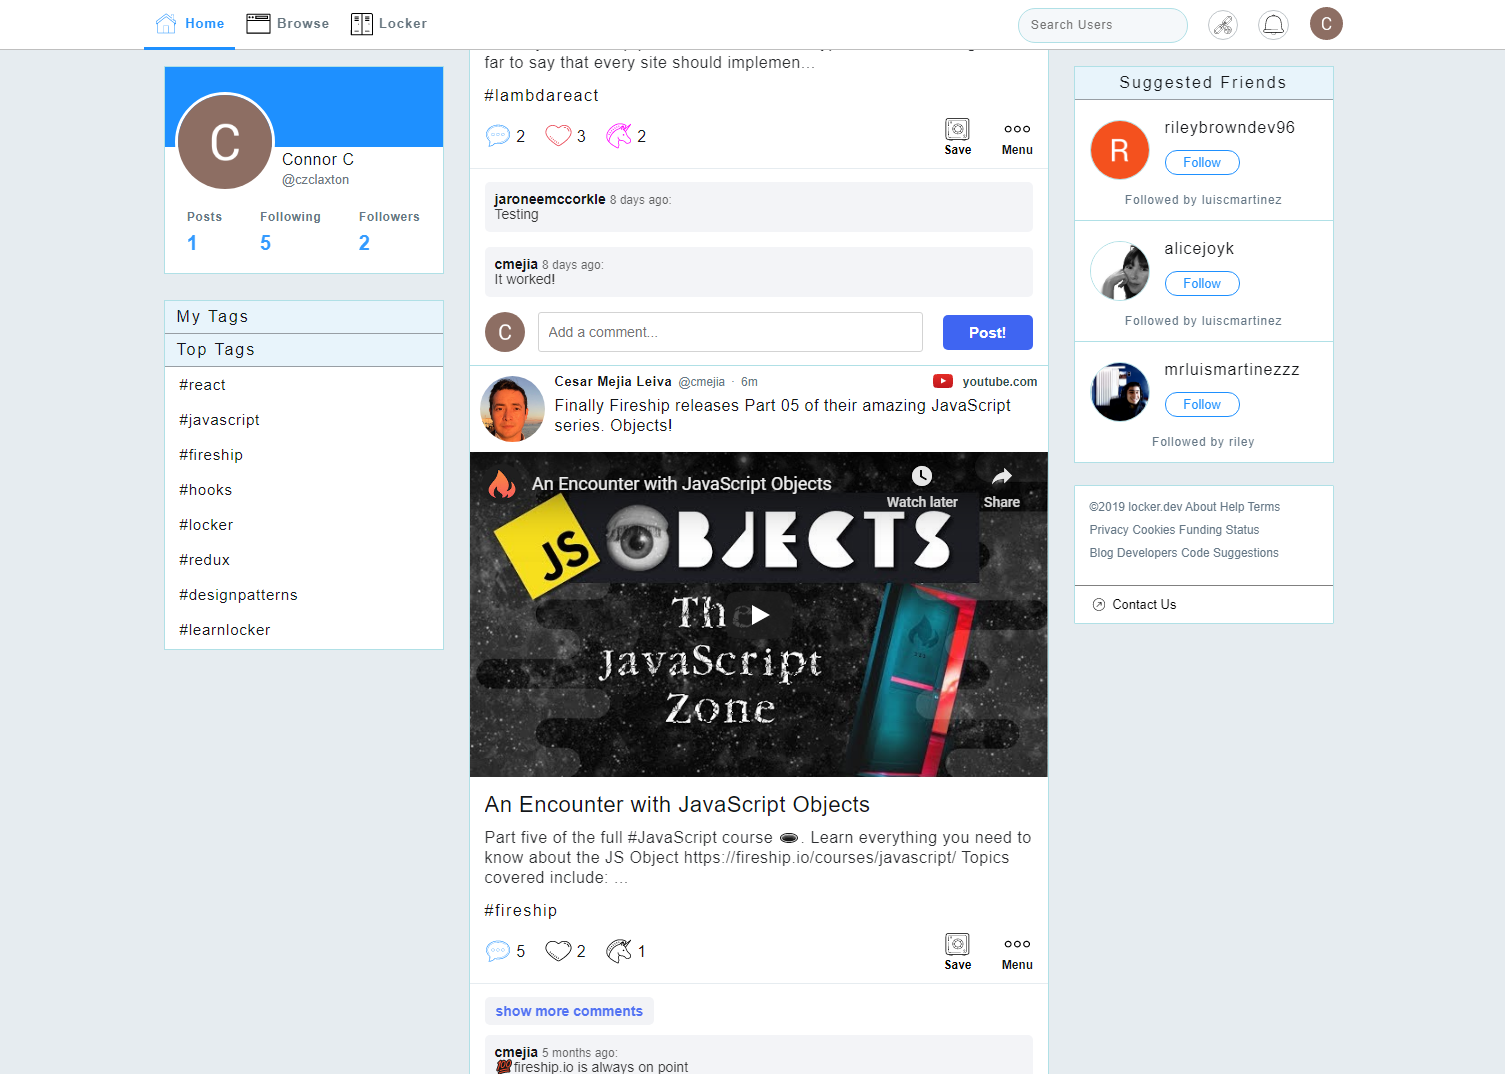 Home
Browse
Locker
Search Users
C
C
Connor C
@czclaxton
Posts
Following
Followers
1
5
2
My Tags
Top Tags
#react
#javascript
#fireship
#hooks
#locker
#redux
#designpatterns
#learnlocker
far to say that every site should implemen...
#lambdareact
2
3
2
Save
Menu
jaroneemccorkle 8 days ago:
Testing
cmejia 8 days ago:
It worked!
C
Add a comment...
Post!
Cesar Mejia Leiva @cmejia · 6m
youtube.com
Finally Fireship releases Part 05 of their amazing JavaScript
series. Objects!
An Encounter with JavaScript Objects
Watch later
Share
JS
OBJECTS
The
JavaScript
Zone
An Encounter with JavaScript Objects
Part five of the full #JavaScript course 🕳️. Learn everything you need to
know about the JS Object https://fireship.io/courses/javascript/ Topics
covered include: ...
#fireship
5
2
1
Save
Menu
show more comments
cmejia 5 months ago:
💯fireship.io is always on point
Suggested Friends
R
rileybrowndev96
Follow
Followed by luiscmartinez
alicejoyk
Follow
Followed by luiscmartinez
mrluismartinezzz
Follow
Followed by riley
©2019 locker.dev About Help Terms
Privacy Cookies Funding Status
Blog Developers Code Suggestions
Contact Us